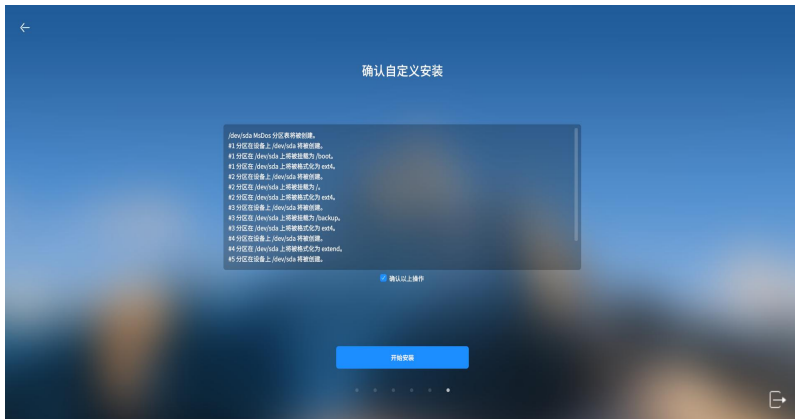 确认自定义安装
/dev/sda MsDos 分区表将被创建。
#1 分区在设备上 /dev/sda 将被创建。
#1 分区在 /dev/sda 上将被挂载为 /boot。
#1 分区在 /dev/sda 上将被格式化为 ext4。
#2 分区在设备上 /dev/sda 将被创建。
#2 分区在 /dev/sda 上将被挂载为 /。
#2 分区在 /dev/sda 上将被格式化为 ext4。
#3 分区在设备上 /dev/sda 将被创建。
#3 分区在 /dev/sda 上将被挂载为 /backup。
#3 分区在 /dev/sda 上将被格式化为 ext4。
#4 分区在设备上 /dev/sda 将被创建。
#4 分区在 /dev/sda 上将被格式化为 extend。
#5 分区在设备上 /dev/sda 将被创建。
确认以上操作
开始安装